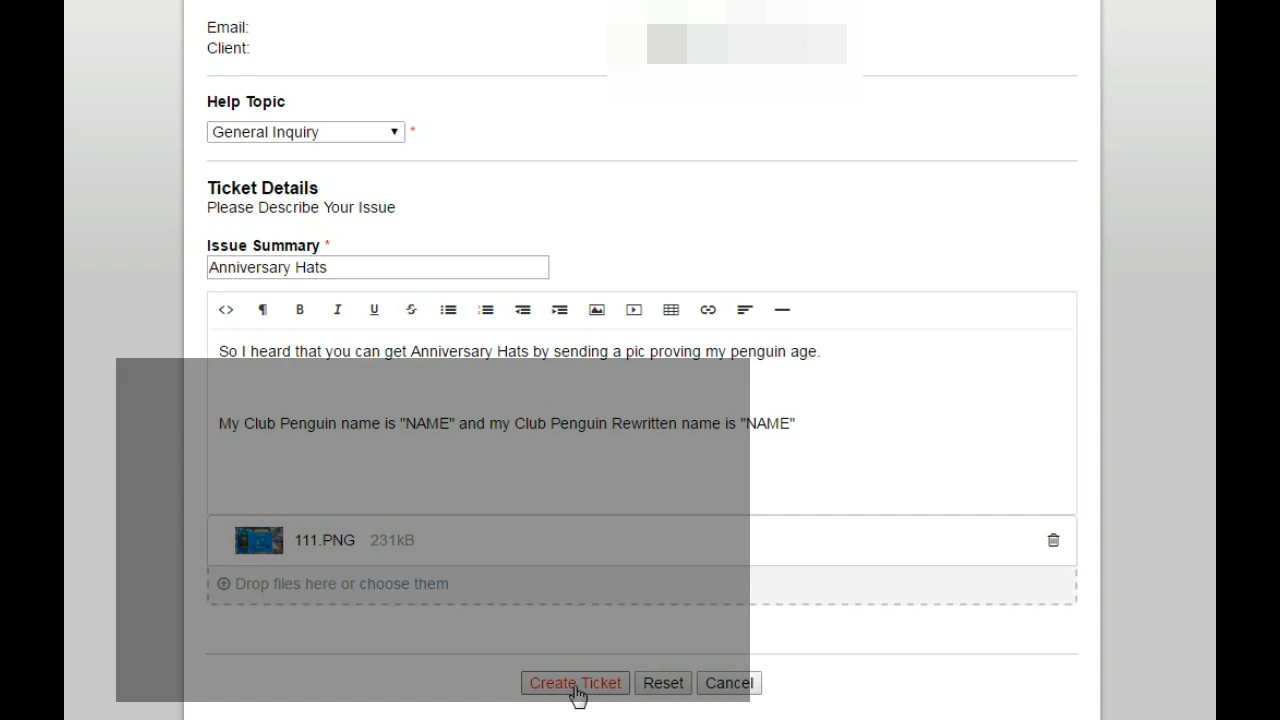 Email:
Client:
Help Topic
General Inquiry *
Ticket Details
Please Describe Your Issue
Issue Summary *
Anniversary Hats
So I heard that you can get Anniversary Hats by sending a pic proving my penguin age.
My Club Penguin name is "NAME" and my Club Penguin Rewritten name is "NAME"
111.PNG 231kB
Drop files here or choose them
Create Ticket Reset Cancel